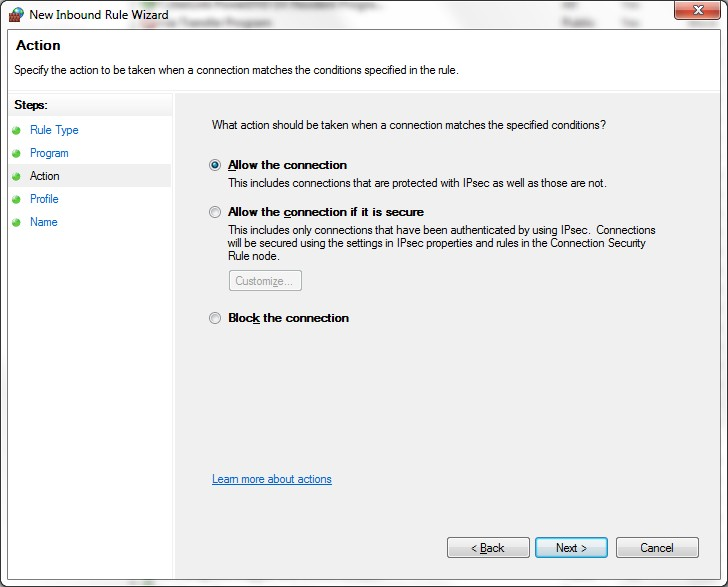 New Inbound Rule Wizard
Action
Specify the action to be taken when a connection matches the conditions specified in the rule.
Steps:
Rule Type
Program
Action
Profile
Name
What action should be taken when a connection matches the specified conditions?
Allow the connection
This includes connections that are protected with IPsec as well as those are not.
Allow the connection if it is secure
This includes only connections that have been authenticated by using IPsec. Connections
will be secured using the settings in IPsec properties and rules in the Connection Security
Rule node.
Customize...
Block the connection
Learn more about actions
< Back
Next >
Cancel